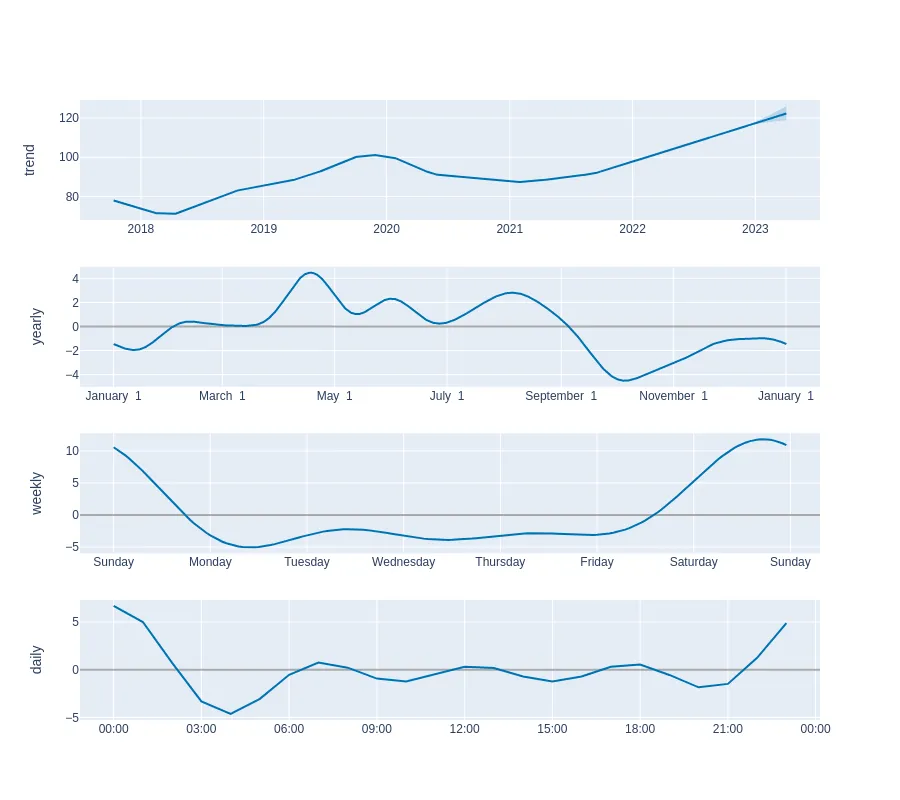 trend
120
100
80
2018 2019 2020 2021 2022 2023
yearly
4
2
0
−2
−4
January 1 March 1 May 1 July 1 September 1 November 1 January 1
weekly
10
5
0
−5
Sunday Monday Tuesday Wednesday Thursday Friday Saturday Sunday
daily
5
0
−5
00:00 03:00 06:00 09:00 12:00 15:00 18:00 21:00 00:00